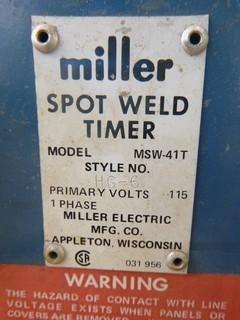 miller
SPOT WELD
TIMER
MODEL MSW-41T
STYLE NO.
HG-6
PRIMARY VOLTS 115
1 PHASE
MILLER ELECTRIC
MFG. CO.
APPLETON, WISCONSIN
SA 031 956
WARNING
THE HAZARD OF CONTACT WITH LINE
VOLTAGE EXISTS WHEN PANELS OR
COVERS ARE REMOVED